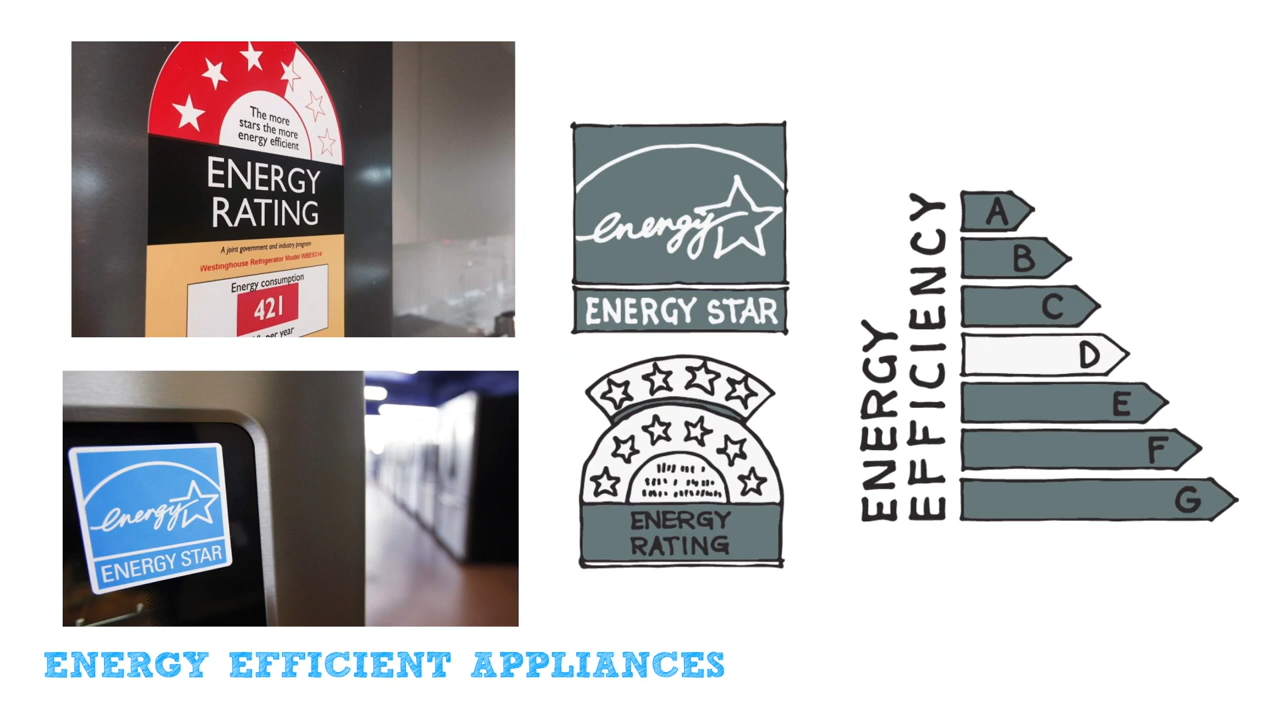 The more
stars the more
energy efficient
ENERGY
RATING
A joint government and industry program
Westinghouse Refrigerator Model
Energy consumption
421
per year
energy
ENERGY STAR
energy
ENERGY STAR
ENERGY
RATING
ENERGY
EFFICIENCY
A
B
C
D
E
F
G
ENERGY EFFICIENT APPLIANCES